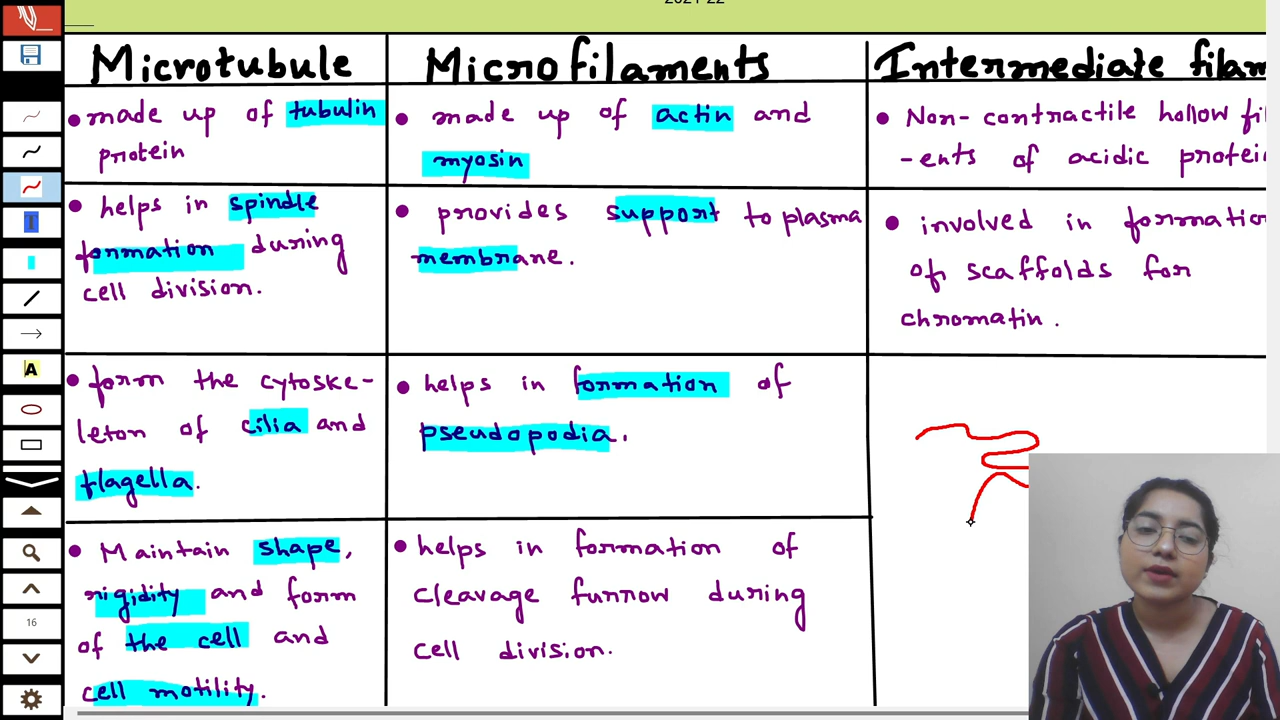 2021-22
Microtubule
Microfilaments
Intermediate filam
• made up of tubulin
protein
• made up of actin and
myosin
• Non-contractile hollow fil
-ents of acidic protei
• helps in spindle
formation during
cell division.
• provides support to plasma
membrane.
• involved in formatio
of scaffolds for
chromatin.
• form the cytoske-
leton of cilia and
flagella.
• helps in formation of
pseudopodia.
• Maintain shape,
rigidity and form
of the cell and
cell motility.
• helps in formation of
cleavage furrow during
cell division.
T
A
16